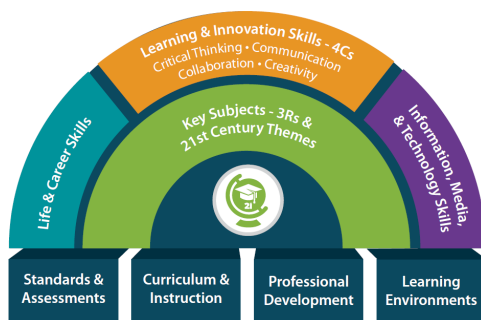 Learning & Innovation Skills - 4Cs
Critical Thinking • Communication
Collaboration • Creativity
Life & Career Skills
Key Subjects - 3Rs &
21st Century Themes
Information, Media,
& Technology Skills
21
Standards &
Assessments
Curriculum &
Instruction
Professional
Development
Learning
Environments